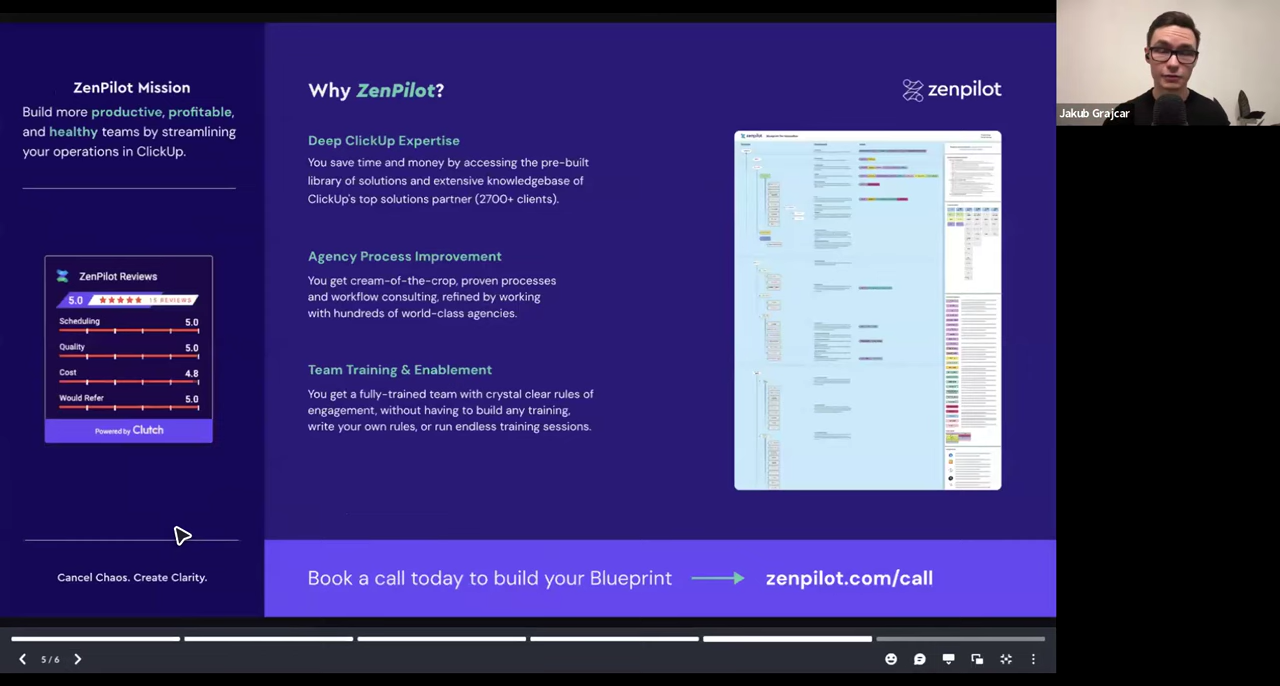 ZenPilot Mission
Build more productive, profitable,
and healthy teams by streamlining
your operations in ClickUp.
ZenPilot Reviews
5.0
15 REVIEWS
Scheduling 5.0
Quality 5.0
Cost 4.8
Would Refer 5.0
Powered by Clutch
Cancel Chaos. Create Clarity.
Why ZenPilot?
zenpilot
Deep ClickUp Expertise
You save time and money by accessing the pre-built
library of solutions and extensive knowledgebase of
ClickUp's top solutions partner (2700+ clients).
Agency Process Improvement
You get cream-of-the-crop, proven processes
and workflow consulting, refined by working
with hundreds of world-class agencies.
Team Training & Enablement
You get a fully-trained team with crystal clear rules of
engagement, without having to build any training,
write your own rules, or run endless training sessions.
zenpilot
Book a call today to build your Blueprint
zenpilot.com/call
Jakub Grajcar
5 / 6